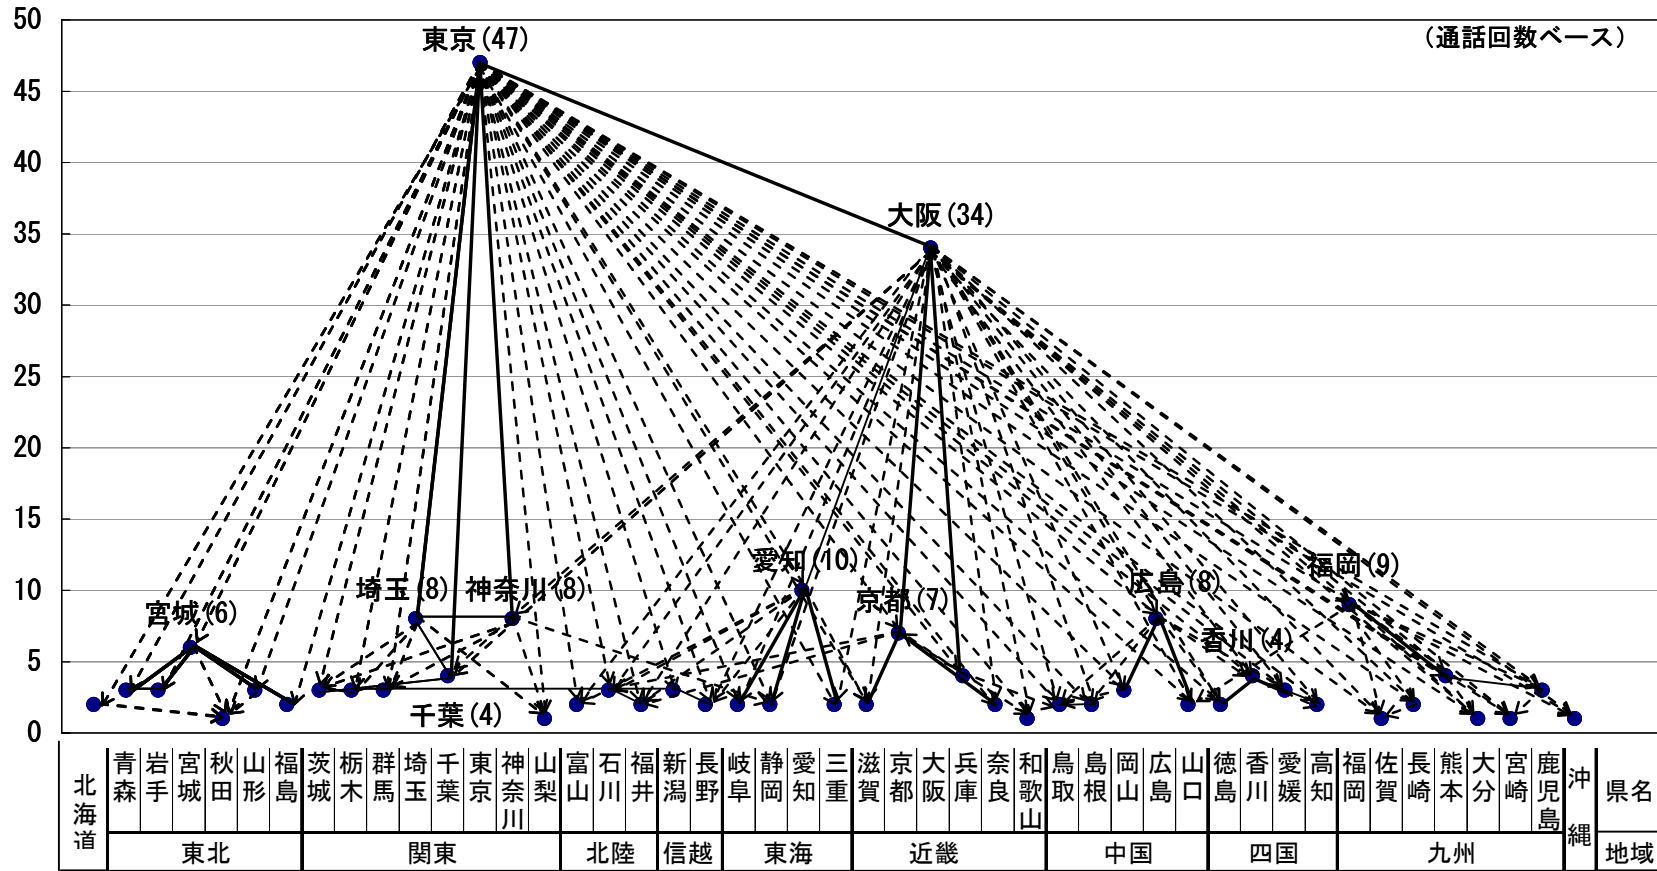 50
45
40
35
30
25
20
15
10
5
0
(通話回数ベース)
東京(47)
大阪(34)
愛知(10)
福岡(9)
埼玉(8)
神奈川(8)
広島(8)
京都(7)
宮城(6)
香川(4)
千葉(4)
北海道 青森 岩手 宮城 秋田 山形 福島 茨城 栃木 群馬 埼玉 千葉 東京 神奈川 山梨 富山 石川 福井 新潟 長野 岐阜 静岡 愛知 三重 滋賀 京都 大阪 兵庫 奈良 和歌山 鳥取 島根 岡山 広島 山口 徳島 香川 愛媛 高知 福岡 佐賀 長崎 熊本 大分 宮崎 鹿児島 沖縄 県名
東北 関東 北陸 信越 東海 近畿 中国 四国 九州 地域